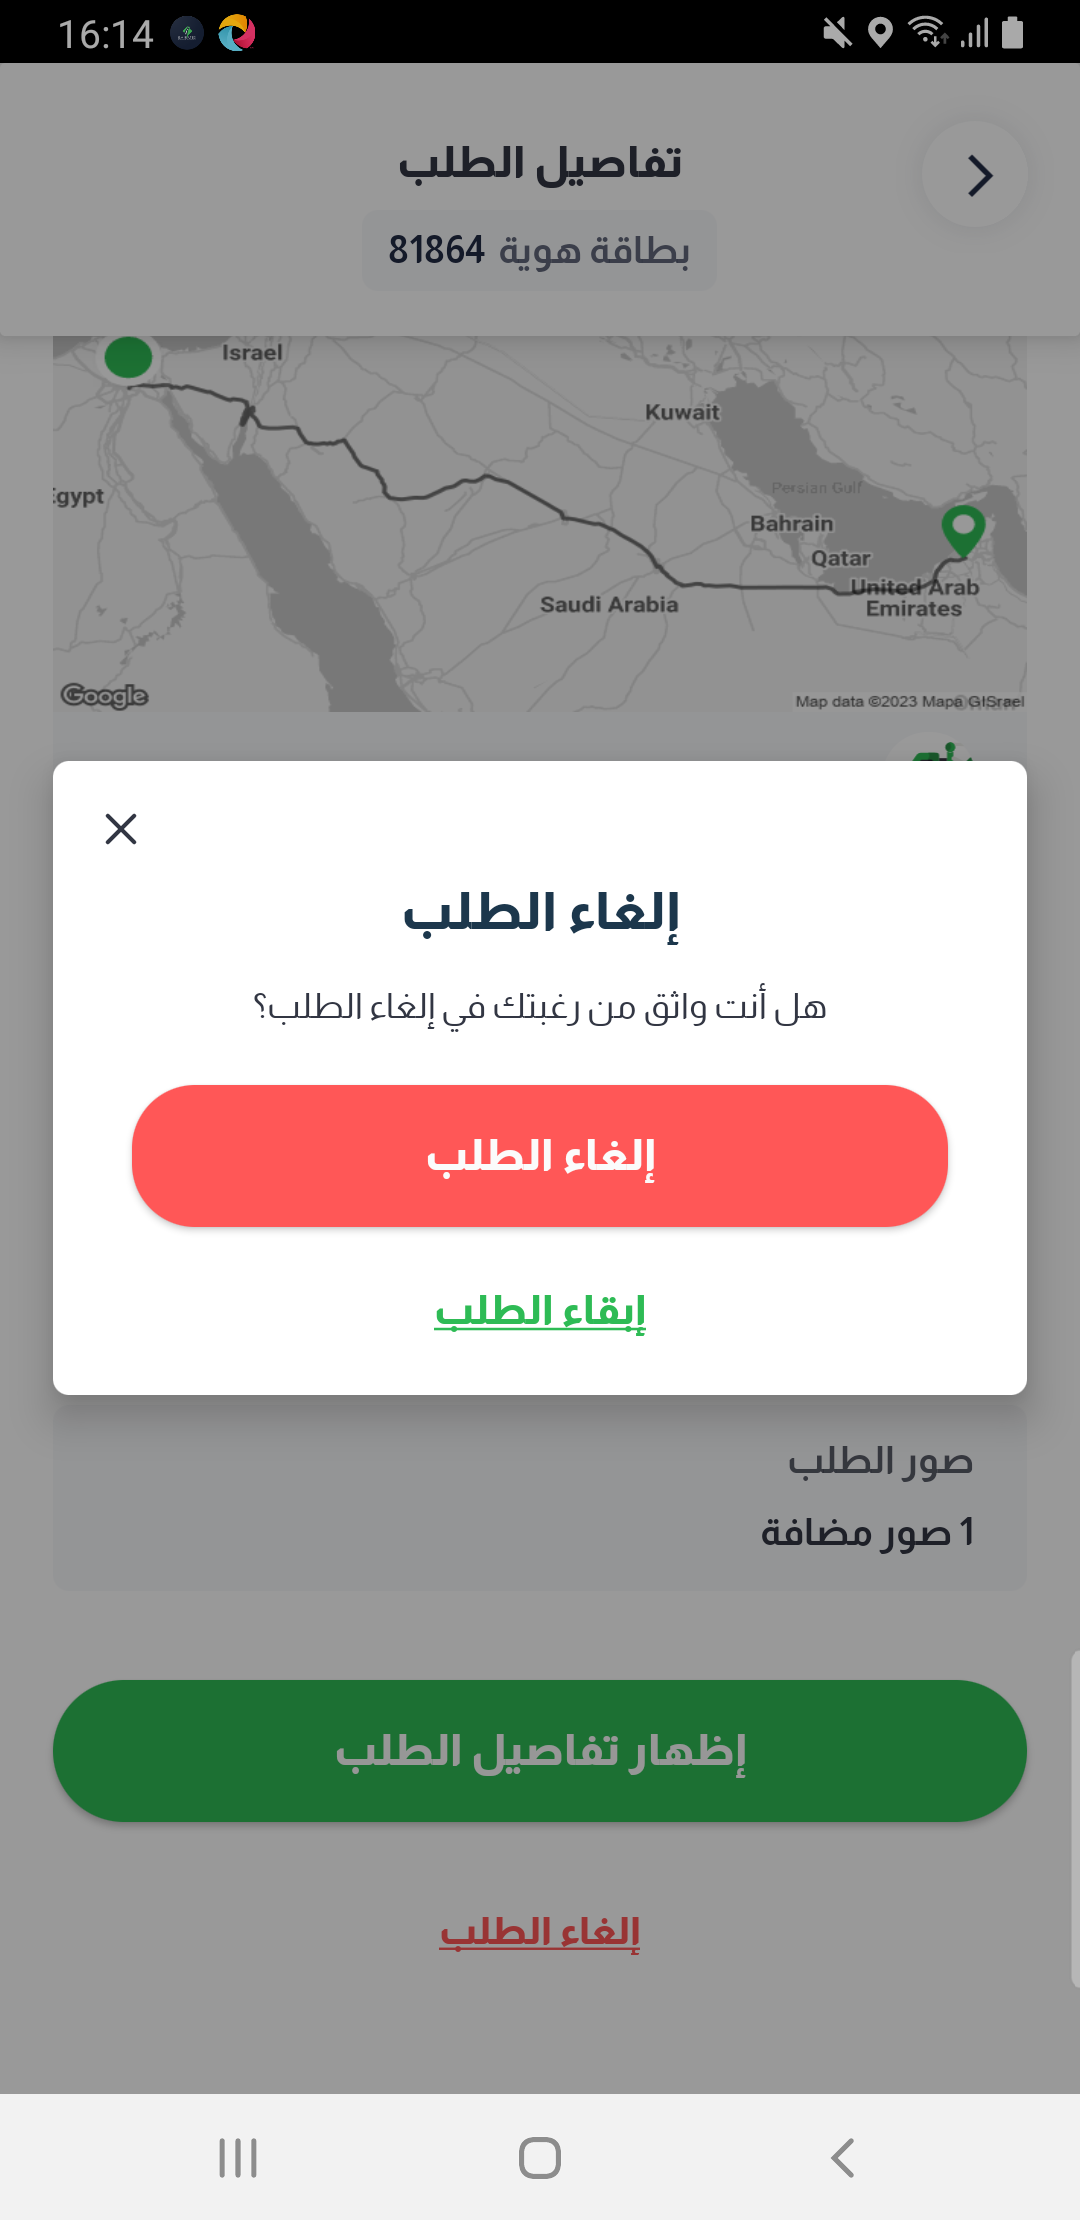 16:14
تفاصيل الطلب
بطاقة هوية 81864
Israel
Kuwait
Egypt
Persian Gulf
Bahrain
Qatar
United Arab
Emirates
Saudi Arabia
Google
Map data ©2023 Mapa GISrael
إلغاء الطلب
هل أنت واثق من رغبتك في إلغاء الطلب؟
إلغاء الطلب
إبقاء الطلب
صور الطلب
1 صور مضافة
إظهار تفاصيل الطلب
إلغاء الطلب